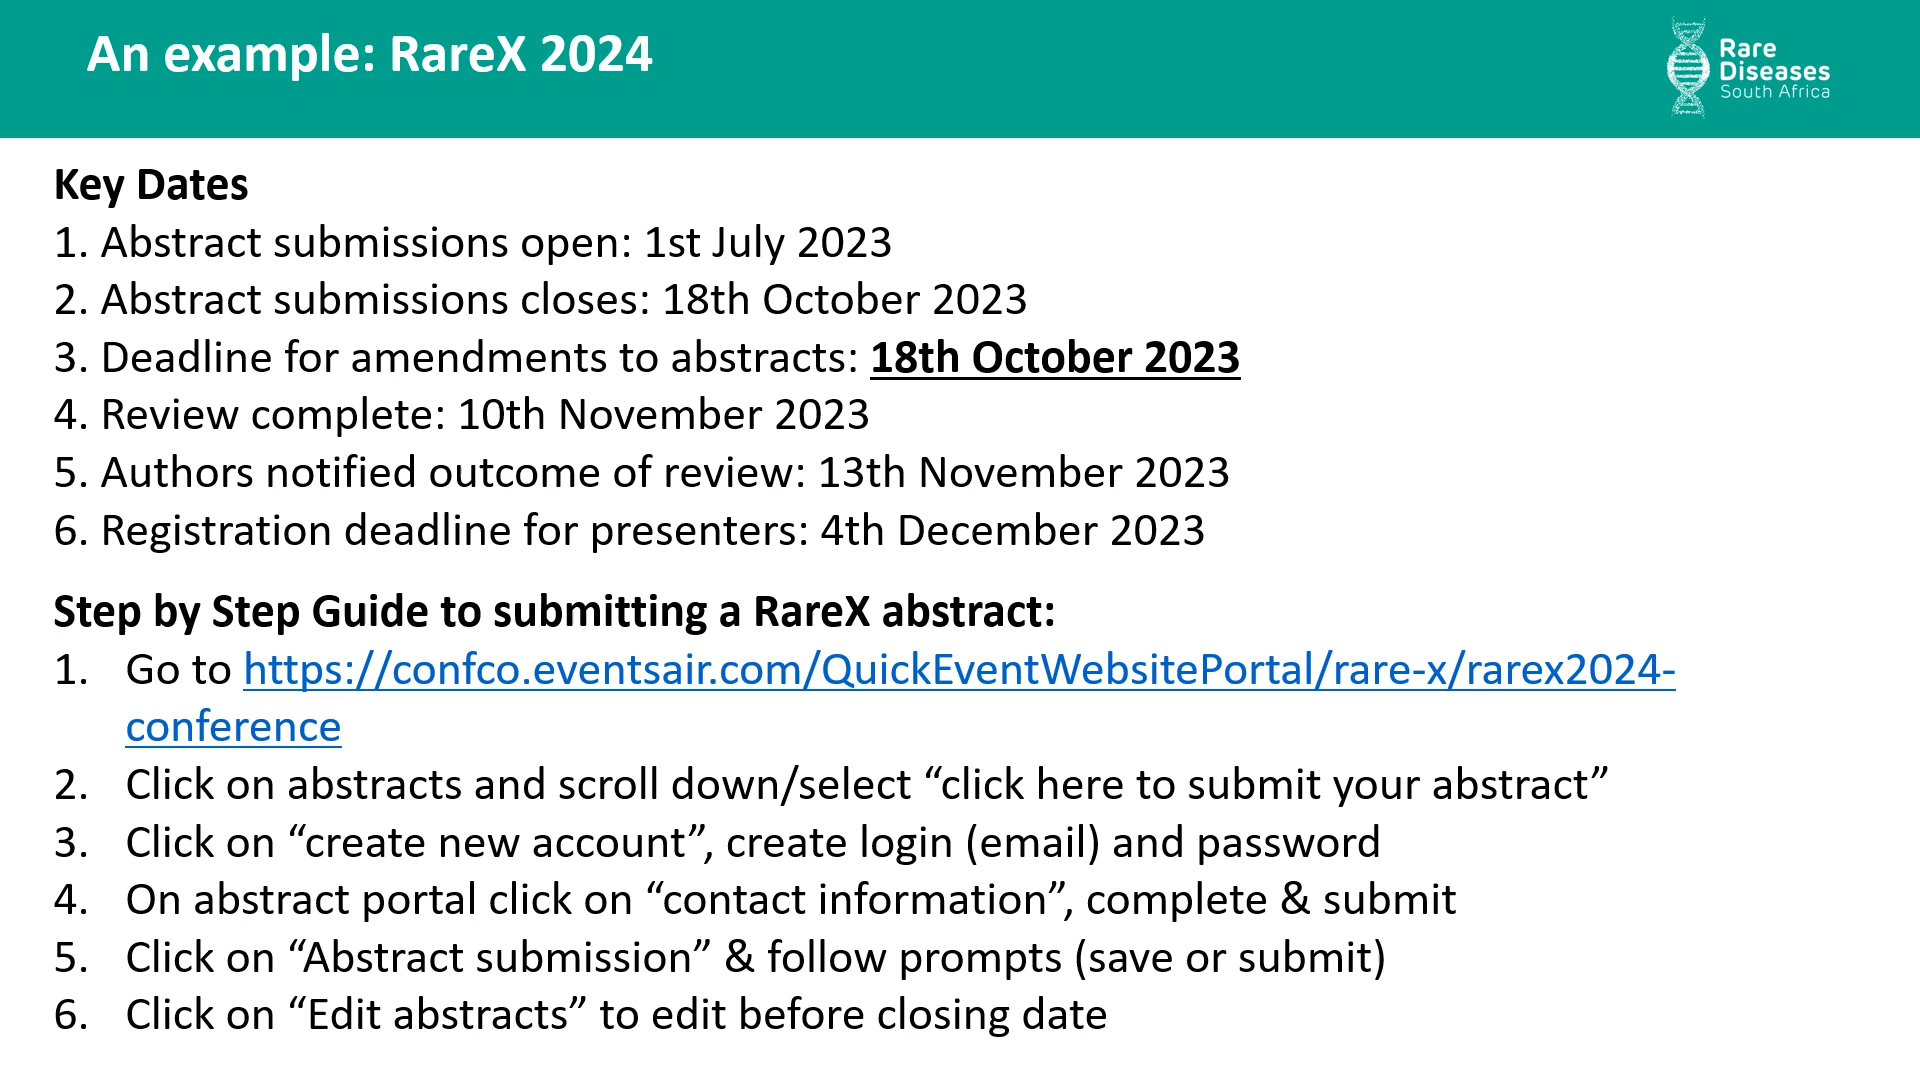 An example: RareX 2024
Rare
Diseases
South Africa
Key Dates
1. Abstract submissions open: 1st July 2023
2. Abstract submissions closes: 18th October 2023
3. Deadline for amendments to abstracts: 18th October 2023
4. Review complete: 10th November 2023
5. Authors notified outcome of review: 13th November 2023
6. Registration deadline for presenters: 4th December 2023
Step by Step Guide to submitting a RareX abstract:
1. Go to https://confco.eventsair.com/QuickEventWebsitePortal/rare-x/rarex2024-
conference
2. Click on abstracts and scroll down/select “click here to submit your abstract”
3. Click on “create new account”, create login (email) and password
4. On abstract portal click on “contact information”, complete & submit
5. Click on “Abstract submission” & follow prompts (save or submit)
6. Click on “Edit abstracts” to edit before closing date